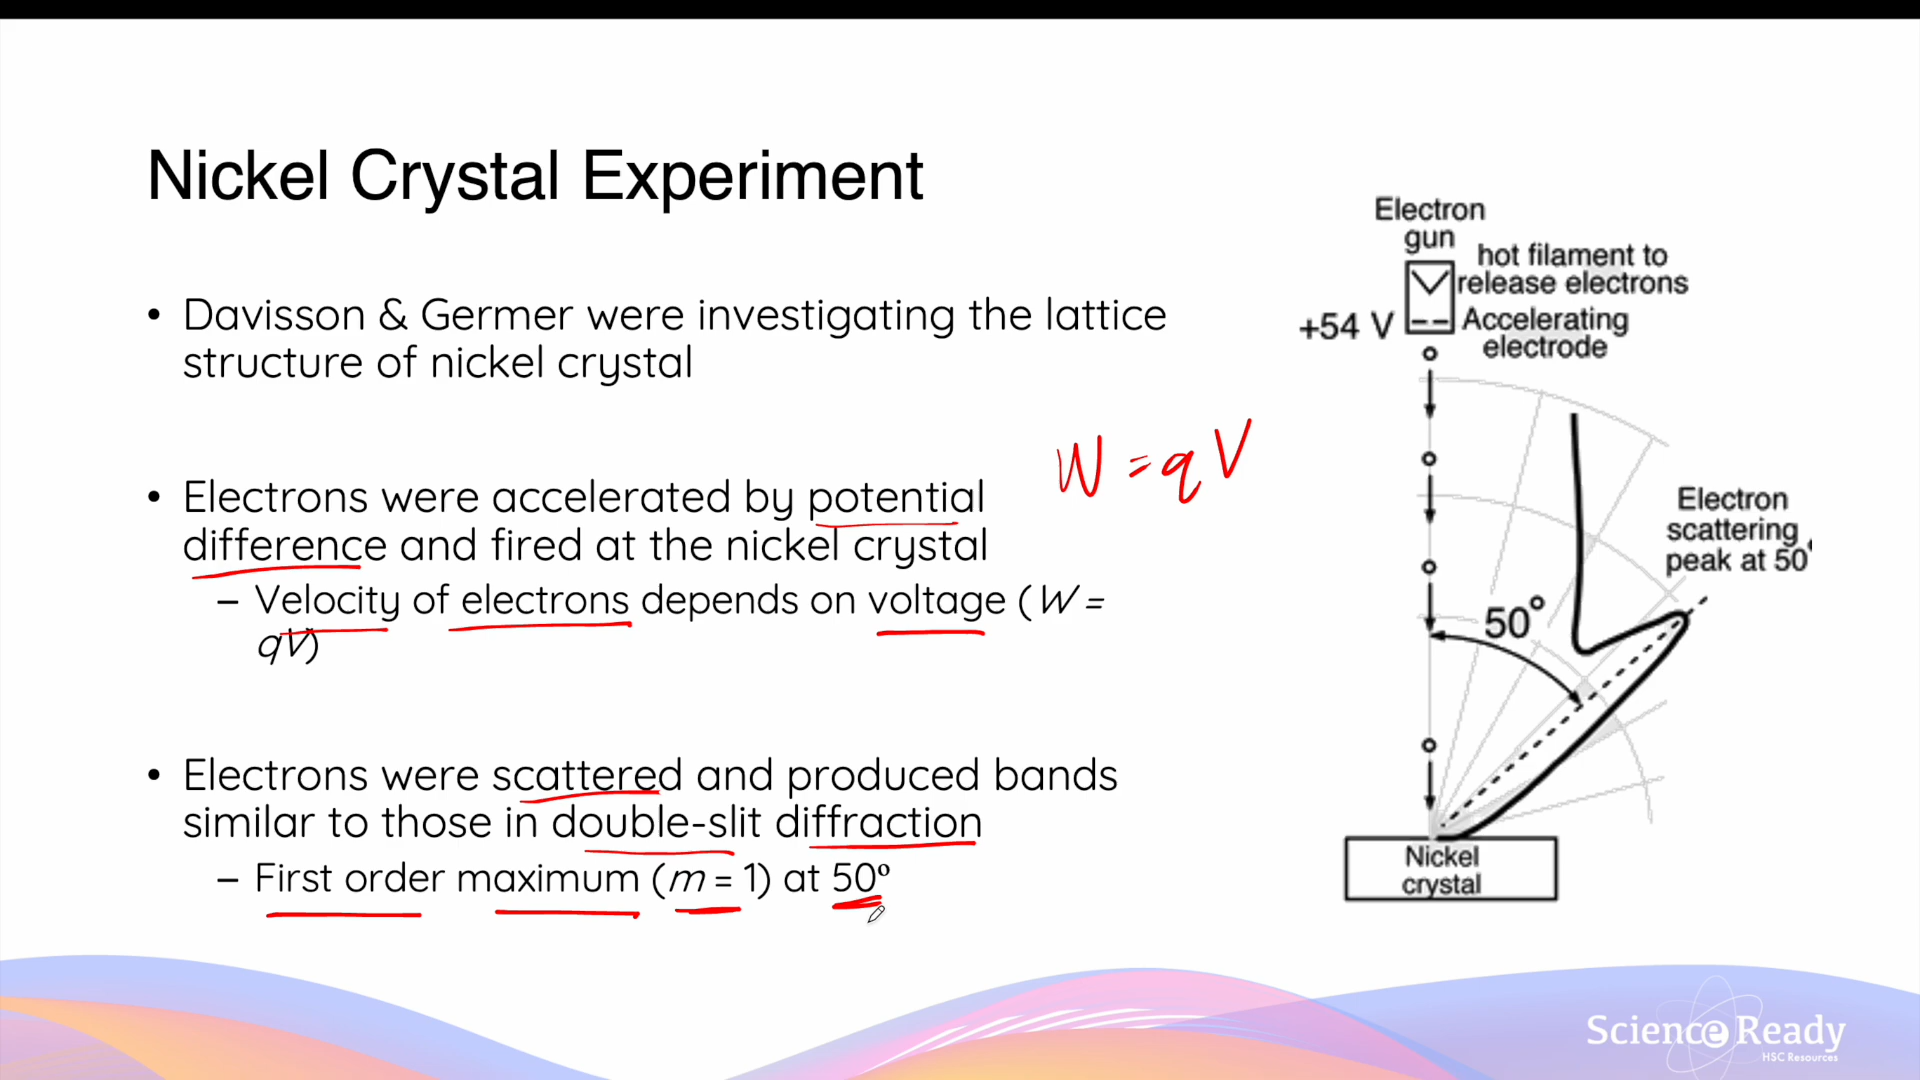 Nickel Crystal Experiment
• Davisson & Germer were investigating the lattice
structure of nickel crystal
• Electrons were accelerated by potential
difference and fired at the nickel crystal
– Velocity of electrons depends on voltage (W =
qV)
W = qV
• Electrons were scattered and produced bands
similar to those in double-slit diffraction
– First order maximum (m = 1) at 50º
Electron
gun
hot filament to
release electrons
+54 V
Accelerating
electrode
Electron
scattering
peak at 50°
50°
Nickel
crystal
Science Ready
HSC Resources